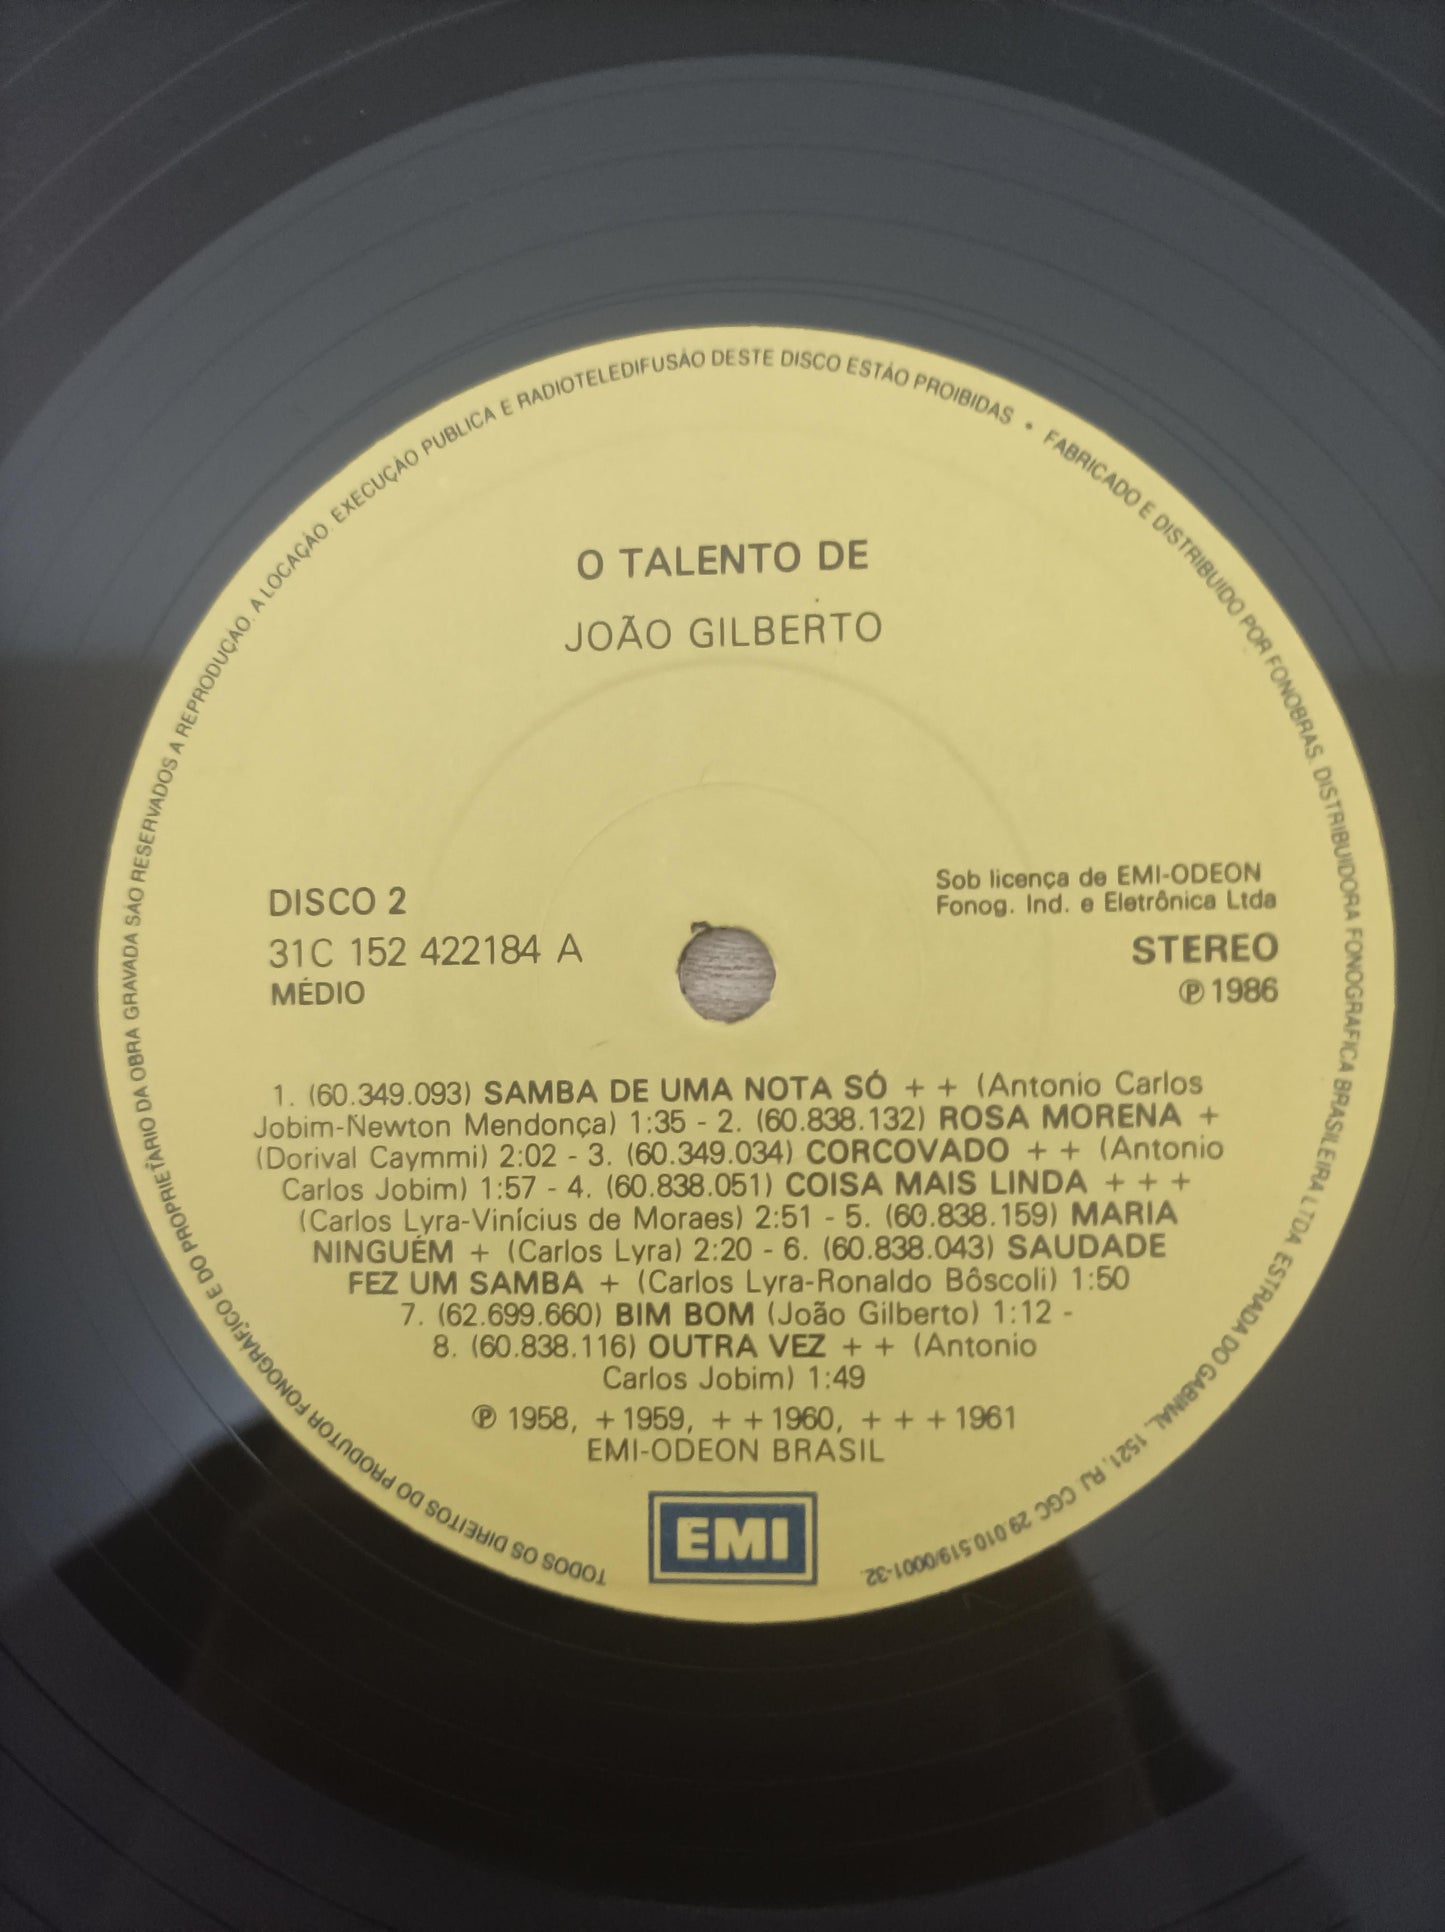 TODOS OS DIREITOS DO PRODUTOR FONOGRAFICO E DO PROPRIETARIO DA OBRA GRAVADA SÃO RESERVADOS A REPRODUÇÃO. A LOCAÇÃO. EXECUÇÃO PUBLICA E RADIOTELEDIFUSÃO DESTE DISCO ESTÃO PROIBIDAS • FABRICADO E DISTRIBUIDO POR FONOBRAS. DISTRIBUIDORA FONOGRAFICA BRASILEIRA LTDA. ESTRADA DO GABINAL, 1521, RJ. CGC 29.010.519/0001-32
O TALENTO DE
JOÃO GILBERTO
DISCO 2
31C 152 422184 A
MÉDIO
Sob licença de EMI-ODEON
Fonog. Ind. e Eletrônica Ltda
STEREO
℗ 1986
1. (60.349.093) SAMBA DE UMA NOTA SÓ + + (Antonio Carlos
Jobim-Newton Mendonça) 1:35 - 2. (60.838.132) ROSA MORENA +
(Dorival Caymmi) 2:02 - 3. (60.349.034) CORCOVADO + + (Antonio
Carlos Jobim) 1:57 - 4. (60.838.051) COISA MAIS LINDA + + +
(Carlos Lyra-Vinícius de Moraes) 2:51 - 5. (60.838.159) MARIA
NINGUÉM + (Carlos Lyra) 2:20 - 6. (60.838.043) SAUDADE
FEZ UM SAMBA + (Carlos Lyra-Ronaldo Bôscoli) 1:50
7. (62.699.660) BIM BOM (João Gilberto) 1:12 -
8. (60.838.116) OUTRA VEZ + + (Antonio
Carlos Jobim) 1:49
℗ 1958, + 1959, + + 1960, + + + 1961
EMI-ODEON BRASIL
EMI